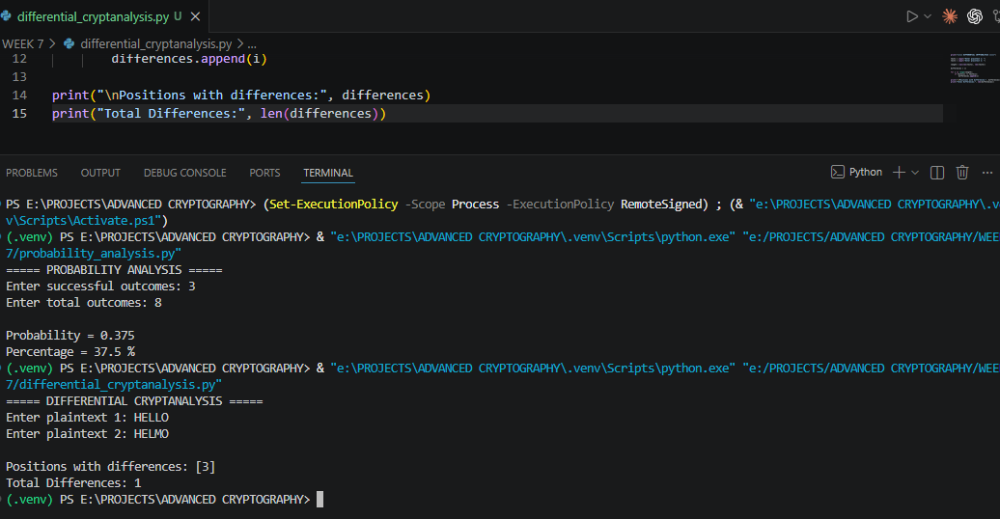 differential_cryptanalysis.py U
WEEK 7 > differential_cryptanalysis.py > ...
12 differences.append(i)
13
14 print("\nPositions with differences:", differences)
15 print("Total Differences:", len(differences))
PROBLEMS OUTPUT DEBUG CONSOLE PORTS TERMINAL Python
PS E:\PROJECTS\ADVANCED CRYPTOGRAPHY> (Set-ExecutionPolicy -Scope Process -ExecutionPolicy RemoteSigned) ; (& "e:\PROJECTS\ADVANCED CRYPTOGRAPHY\.v
v\Scripts\Activate.ps1")
(.venv) PS E:\PROJECTS\ADVANCED CRYPTOGRAPHY> & "e:\PROJECTS\ADVANCED CRYPTOGRAPHY\.venv\Scripts\python.exe" "e:/PROJECTS/ADVANCED CRYPTOGRAPHY/WEE
7/probability_analysis.py"
===== PROBABILITY ANALYSIS =====
Enter successful outcomes: 3
Enter total outcomes: 8
Probability = 0.375
Percentage = 37.5 %
(.venv) PS E:\PROJECTS\ADVANCED CRYPTOGRAPHY> & "e:\PROJECTS\ADVANCED CRYPTOGRAPHY\.venv\Scripts\python.exe" "e:/PROJECTS/ADVANCED CRYPTOGRAPHY/WEE
7/differential_cryptanalysis.py"
===== DIFFERENTIAL CRYPTANALYSIS =====
Enter plaintext 1: HELLO
Enter plaintext 2: HELMO
Positions with differences: [3]
Total Differences: 1
(.venv) PS E:\PROJECTS\ADVANCED CRYPTOGRAPHY>